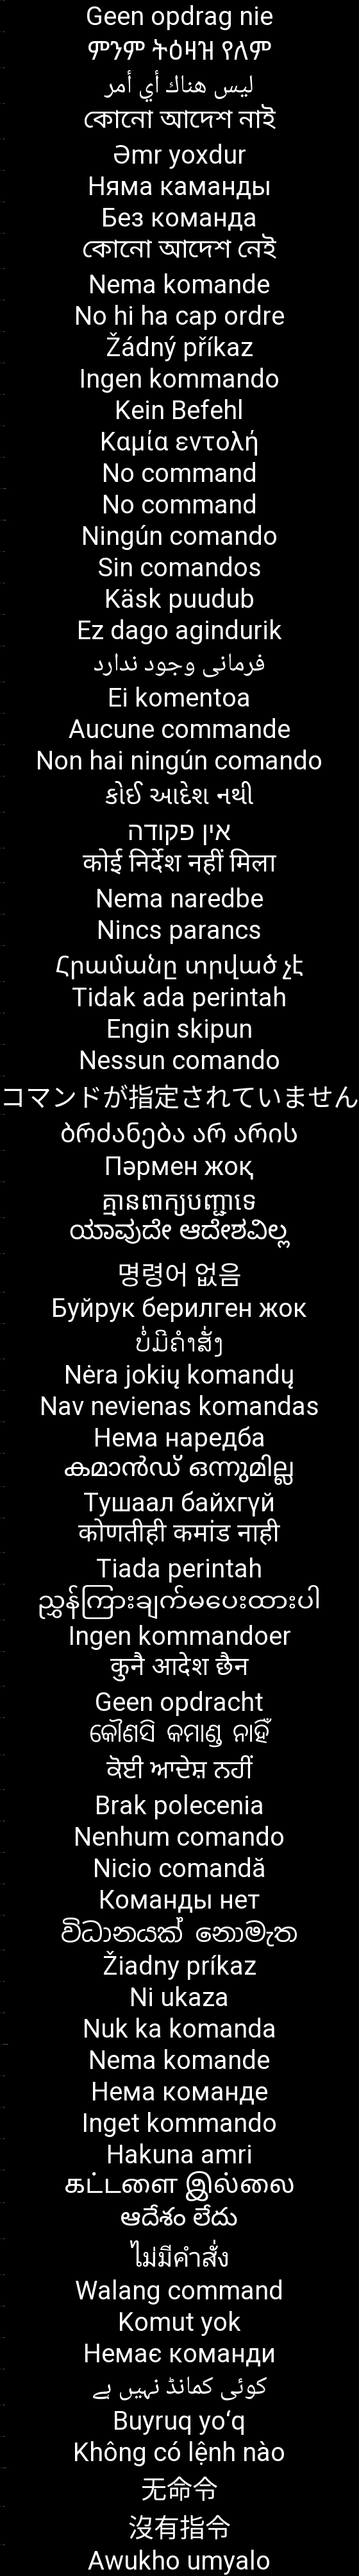 Geen opdrag nie
ምንም ትዕዛዝ የለም
ليس هناك أي أمر
কোনো আদেশ নাই
Əmr yoxdur
Няма каманды
Без команда
কোনো আদেশ নেই
Nema komande
No hi ha cap ordre
Žádný příkaz
Ingen kommando
Kein Befehl
Καμία εντολή
No command
No command
Ningún comando
Sin comandos
Käsk puudub
Ez dago agindurik
فرمانی وجود ندارد
Ei komentoa
Aucune commande
Non hai ningún comando
કોઈ આદેશ નથી
אין פקודה
कोई निर्देश नहीं मिला
Nema naredbe
Nincs parancs
Հրամանը տրված չէ
Tidak ada perintah
Engin skipun
Nessun comando
コマンドが指定されていません
ბრძანება არ არის
Пәрмен жоқ
គ្មានពាក្យបញ្ជាទេ
ಯಾವುದೇ ಆದೇಶವಿಲ್ಲ
명령어 없음
Буйрук берилген жок
ບໍ່ມີຄຳສັ່ງ
Nėra jokių komandų
Nav nevienas komandas
Нема наредба
കമാൻഡ് ഒന്നുമില്ല
Тушаал байхгүй
कोणतीही कमांड नाही
Tiada perintah
ညွှန်ကြားချက်မပေးထားပါ
Ingen kommandoer
कुनै आदेश छैन
Geen opdracht
କୌଣସି କମାଣ୍ଡ ନାହିଁ
ਕੋਈ ਆਦੇਸ਼ ਨਹੀਂ
Brak polecenia
Nenhum comando
Nicio comandă
Команды нет
විධානයක් නොමැත
Žiadny príkaz
Ni ukaza
Nuk ka komanda
Nema komande
Нема команде
Inget kommando
Hakuna amri
கட்டளை இல்லை
ఆదేశం లేదు
ไม่มีคำสั่ง
Walang command
Komut yok
Немає команди
کوئی کمانڈ نہیں ہے
Buyruq yo‘q
Không có lệnh nào
无命令
沒有指令
Awukho umyalo